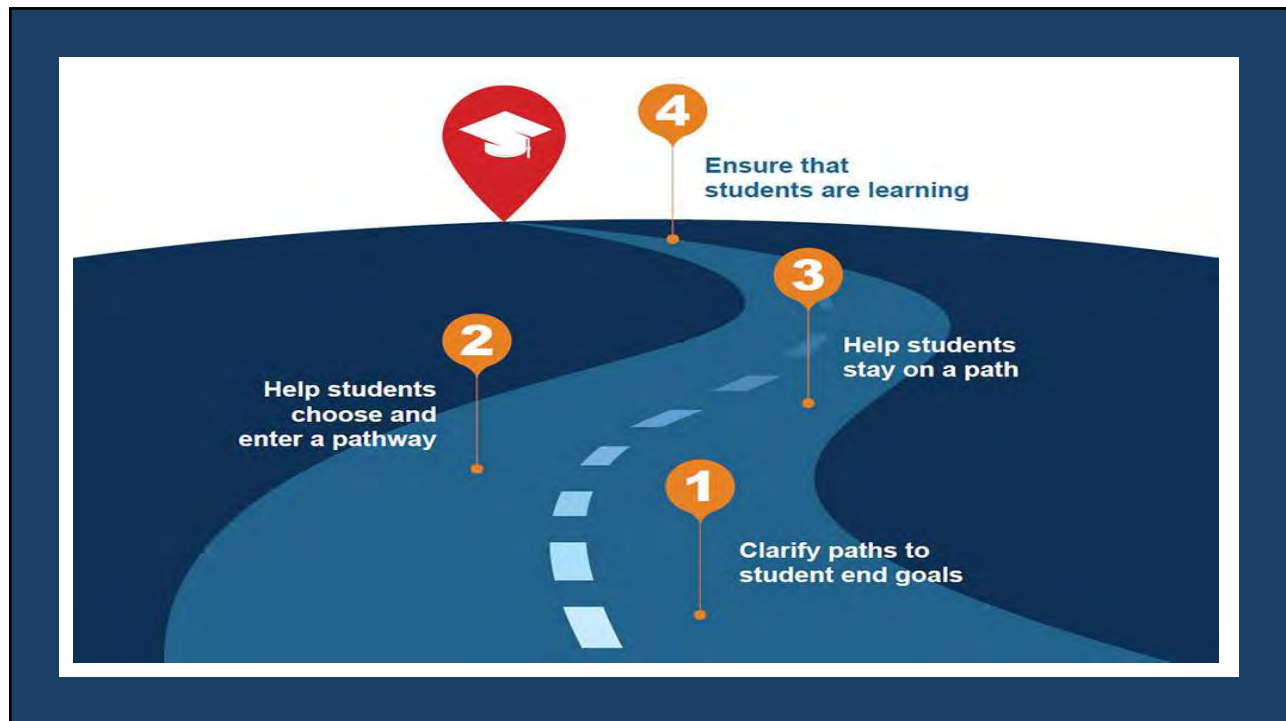 4
Ensure that
students are learning
3
Help students
stay on a path
2
Help students
choose and
enter a pathway
1
Clarify paths to
student end goals